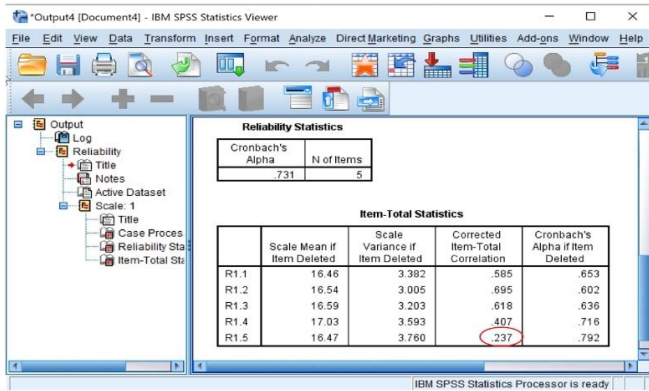 *Output4 [Document4] - IBM SPSS Statistics Viewer
File Edit View Data Transform Insert Format Analyze Direct Marketing Graphs Utilities Add-ons Window Help
Output
Log
Reliability
Title
Notes
Active Dataset
Scale: 1
Title
Case Proces
Reliability Sta
Item-Total Sta
Reliability Statistics
Cronbach's Alpha N of Items
.731 5
Item-Total Statistics
Scale Mean if Item Deleted Scale Variance if Item Deleted Corrected Item-Total Correlation Cronbach's Alpha if Item Deleted
R1.1 16.46 3.382 .585 .653
R1.2 16.54 3.005 .695 .602
R1.3 16.59 3.203 .618 .636
R1.4 17.03 3.593 .407 .716
R1.5 16.47 3.760 .237 .792
IBM SPSS Statistics Processor is ready